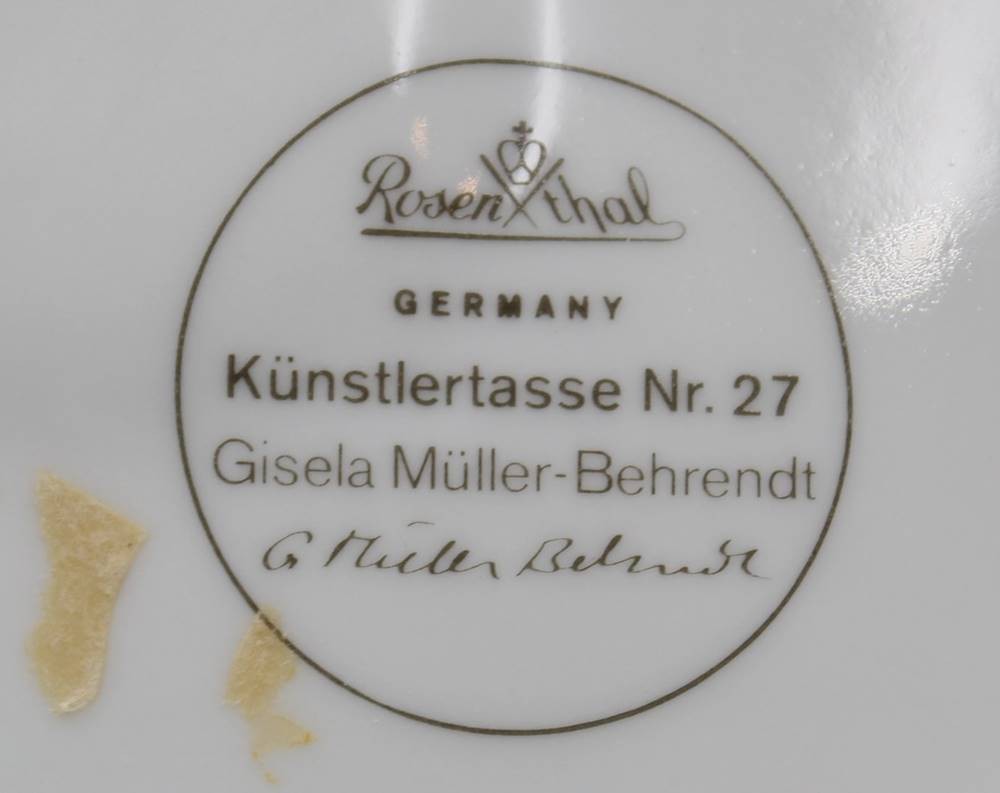 Rosenthal
GERMANY
Künstlertasse Nr. 27
Gisela Müller-Behrendt
G Müller Behrendt